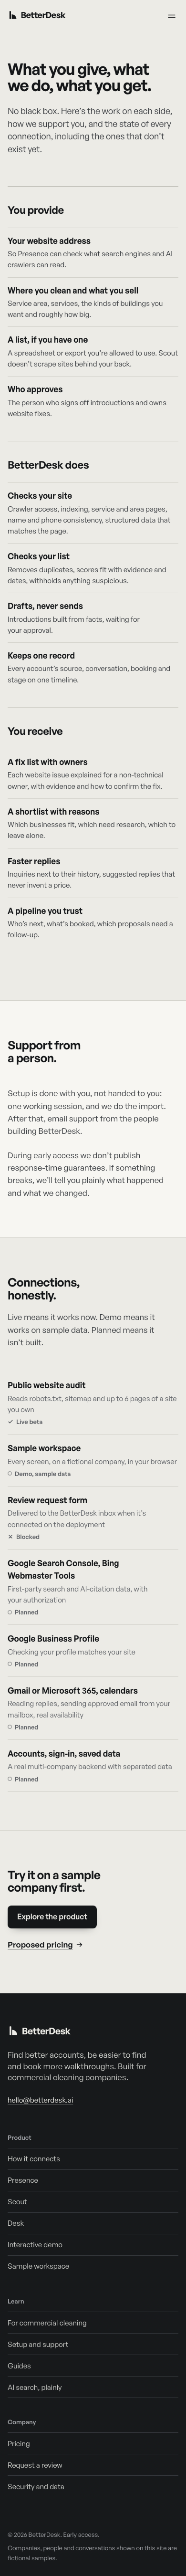 BetterDesk
What you give, what
we do, what you get.
No black box. Here's the work on each side,
how we support you, and the state of every
connection, including the ones that don't
exist yet.
You provide
Your website address
So Presence can check what search engines and AI
crawlers can read.
Where you clean and what you sell
Service area, services, the kinds of buildings you
want and roughly how big.
A list, if you have one
A spreadsheet or export you're allowed to use. Scout
doesn't scrape sites behind your back.
Who approves
The person who signs off introductions and owns
website fixes.
BetterDesk does
Checks your site
Crawler access, indexing, service and area pages,
name and phone consistency, structured data that
matches the page.
Checks your list
Removes duplicates, scores fit with evidence and
dates, withholds anything suspicious.
Drafts, never sends
Introductions built from facts, waiting for
your approval.
Keeps one record
Every account's source, conversation, booking and
stage on one timeline.
You receive
A fix list with owners
Each website issue explained for a non-technical
owner, with evidence and how to confirm the fix.
A shortlist with reasons
Which businesses fit, which need research, which to
leave alone.
Faster replies
Inquiries next to their history, suggested replies that
never invent a price.
A pipeline you trust
Who's next, what's booked, which proposals need a
follow-up.
Support from
a person.
Setup is done with you, not handed to you:
one working session, and we do the import.
After that, email support from the people
building BetterDesk.
During early access we don't publish
response-time guarantees. If something
breaks, we'll tell you plainly what happened
and what we changed.
Connections,
honestly.
Live means it works now. Demo means it
works on sample data. Planned means it
isn't built.
Public website audit
Reads robots.txt, sitemap and up to 6 pages of a site
you own
Live beta
Sample workspace
Every screen, on a fictional company, in your browser
Demo, sample data
Review request form
Delivered to the BetterDesk inbox when it's
connected on the deployment
Blocked
Google Search Console, Bing
Webmaster Tools
First-party search and AI-citation data, with
your authorization
Planned
Google Business Profile
Checking your profile matches your site
Planned
Gmail or Microsoft 365, calendars
Reading replies, sending approved email from your
mailbox, real availability
Planned
Accounts, sign-in, saved data
A real multi-company backend with separated data
Planned
Try it on a sample
company first.
Explore the product
Proposed pricing →
BetterDesk
Find better accounts, be easier to find
and book more walkthroughs. Built for
commercial cleaning companies.
hello@betterdesk.ai
Product
How it connects
Presence
Scout
Desk
Interactive demo
Sample workspace
Learn
For commercial cleaning
Setup and support
Guides
AI search, plainly
Company
Pricing
Request a review
Security and data
© 2026 BetterDesk. Early access.
Companies, people and conversations shown on this site are
fictional samples.